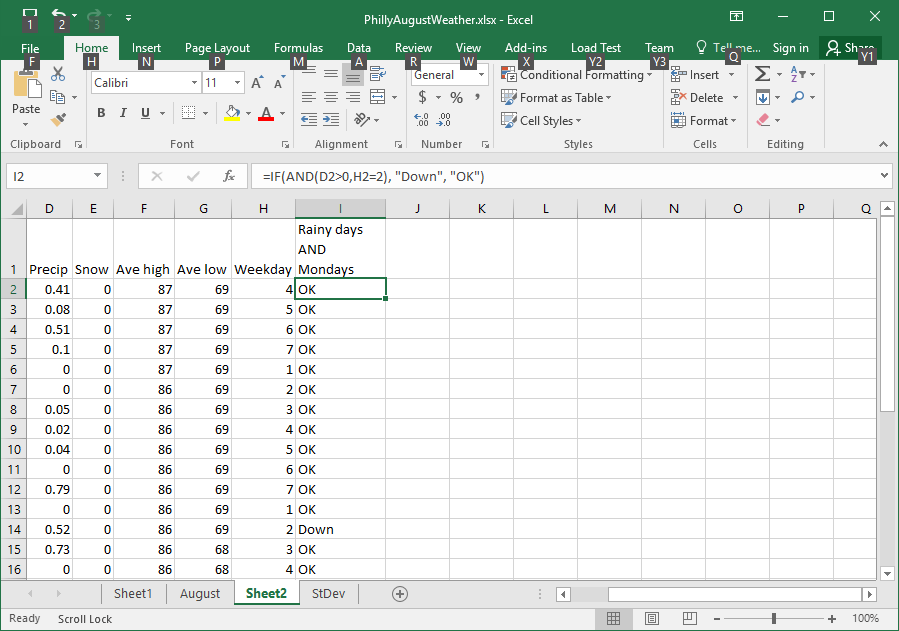 PhillyAugustWeather.xlsx - Excel
1 2 3
File Home Insert Page Layout Formulas Data Review View Add-ins Load Test Team Tell me... Sign in Share
F H N P M A R W X Y2 Y3 Q Y1
Calibri 11 General Conditional Formatting Insert
Paste B I U A $ % , Format as Table Delete
Cell Styles Format
Clipboard Font Alignment Number Styles Cells Editing
I2 fx =IF(AND(D2>0,H2=2), "Down", "OK")
D E F G H I J K L M N O P Q
Rainy days
AND
1 Precip Snow Ave high Ave low Weekday Mondays
2 0.41 0 87 69 4 OK
3 0.08 0 87 69 5 OK
4 0.51 0 87 69 6 OK
5 0.1 0 87 69 7 OK
6 0 0 87 69 1 OK
7 0 0 86 69 2 OK
8 0.05 0 86 69 3 OK
9 0.02 0 86 69 4 OK
10 0.04 0 86 69 5 OK
11 0 0 86 69 6 OK
12 0.79 0 86 69 7 OK
13 0 0 86 69 1 OK
14 0.52 0 86 69 2 Down
15 0.73 0 86 68 3 OK
16 0 0 86 68 4 OK
Sheet1 August Sheet2 StDev
Ready Scroll Lock 100%